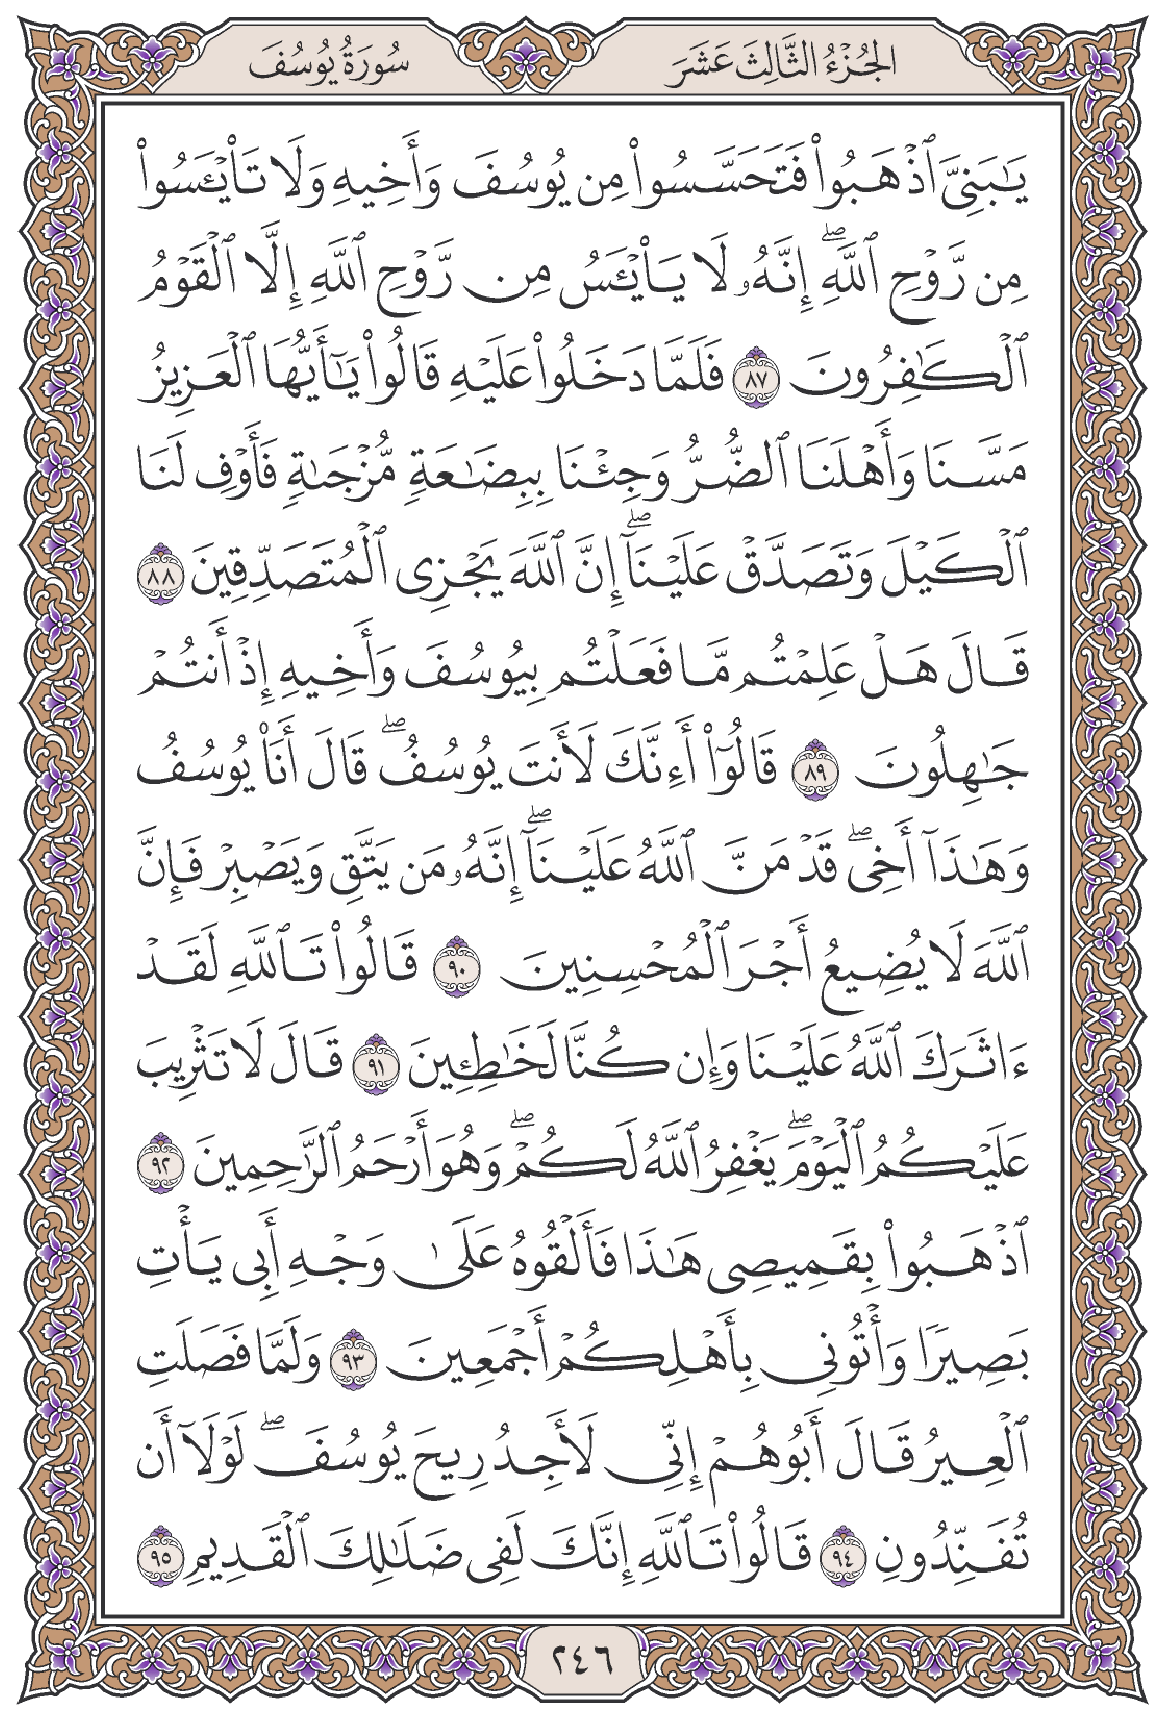 الجُزْءُ الثَّالِثَ عَشَرَ
سُورَةُ يُوسُفَ
يَـٰبَنِىَّ ٱذْهَبُوا۟ فَتَحَسَّسُوا۟ مِن يُوسُفَ وَأَخِيهِ وَلَا تَا۟يْـَٔسُوا۟
مِن رَّوْحِ ٱللَّهِ ۖ إِنَّهُۥ لَا يَا۟يْـَٔسُ مِن رَّوْحِ ٱللَّهِ إِلَّا ٱلْقَوْمُ
ٱلْكَـٰفِرُونَ ٨٧ فَلَمَّا دَخَلُوا۟ عَلَيْهِ قَالُوا۟ يَـٰٓأَيُّهَا ٱلْعَزِيزُ
مَسَّنَا وَأَهْلَنَا ٱلضُّرُّ وَجِئْنَا بِبِضَـٰعَةٍ مُّزْجَىٰةٍ فَأَوْفِ لَنَا
ٱلْكَيْلَ وَتَصَدَّقْ عَلَيْنَآ ۖ إِنَّ ٱللَّهَ يَجْزِى ٱلْمُتَصَدِّقِينَ ٨٨
قَالَ هَلْ عَلِمْتُم مَّا فَعَلْتُم بِيُوسُفَ وَأَخِيهِ إِذْ أَنتُمْ
جَـٰهِلُونَ ٨٩ قَالُوٓا۟ أَءِنَّكَ لَأَنتَ يُوسُفُ ۖ قَالَ أَنَا۠ يُوسُفُ
وَهَـٰذَآ أَخِى ۖ قَدْ مَنَّ ٱللَّهُ عَلَيْنَآ ۖ إِنَّهُۥ مَن يَتَّقِ وَيَصْبِرْ فَإِنَّ
ٱللَّهَ لَا يُضِيعُ أَجْرَ ٱلْمُحْسِنِينَ ٩٠ قَالُوا۟ تَٱللَّهِ لَقَدْ
ءَاثَرَكَ ٱللَّهُ عَلَيْنَا وَإِن كُنَّا لَخَـٰطِـِٔينَ ٩١ قَالَ لَا تَثْرِيبَ
عَلَيْكُمُ ٱلْيَوْمَ ۖ يَغْفِرُ ٱللَّهُ لَكُمْ ۖ وَهُوَ أَرْحَمُ ٱلرَّٰحِمِينَ ٩٢
ٱذْهَبُوا۟ بِقَمِيصِى هَـٰذَا فَأَلْقُوهُ عَلَىٰ وَجْهِ أَبِى يَأْتِ
بَصِيرًا وَأْتُونِى بِأَهْلِكُمْ أَجْمَعِينَ ٩٣ وَلَمَّا فَصَلَتِ
ٱلْعِيرُ قَالَ أَبُوهُمْ إِنِّى لَأَجِدُ رِيحَ يُوسُفَ ۖ لَوْلَآ أَن
تُفَنِّدُونِ ٩٤ قَالُوا۟ تَٱللَّهِ إِنَّكَ لَفِى ضَلَـٰلِكَ ٱلْقَدِيمِ ٩٥
٢٤٦